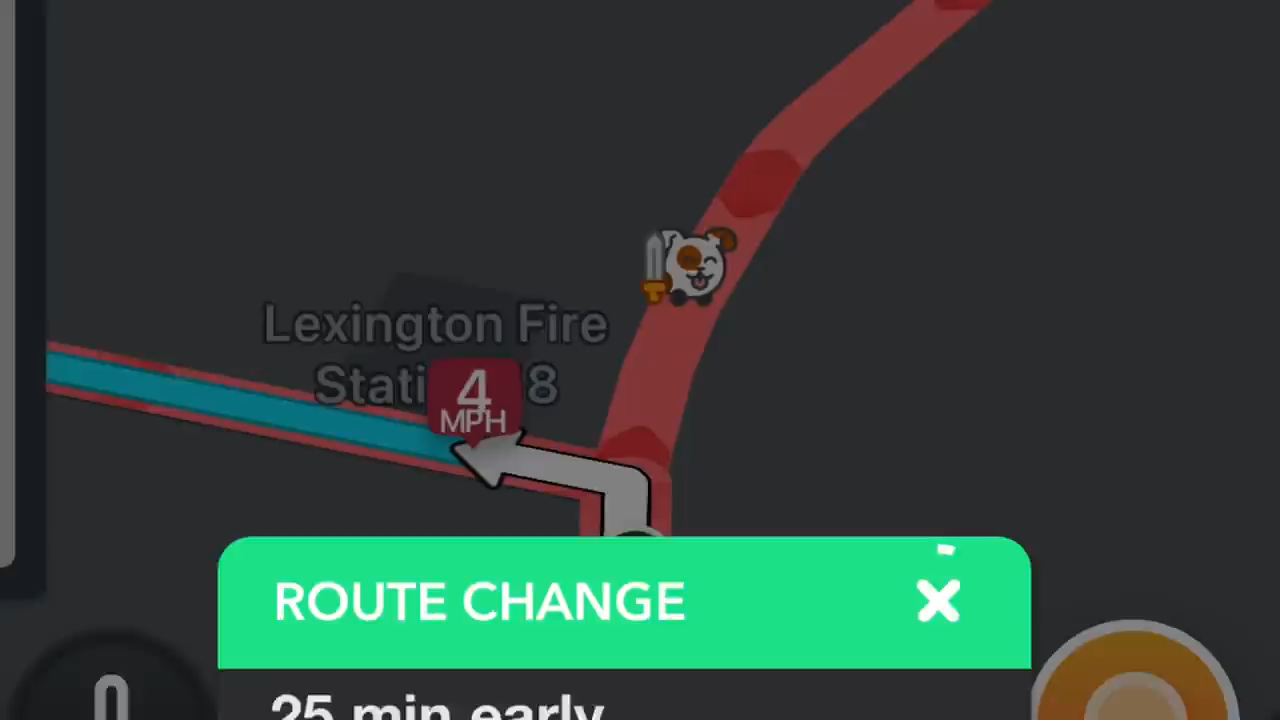 Lexington Fire
Stati 8
4
MPH
ROUTE CHANGE
25 min early